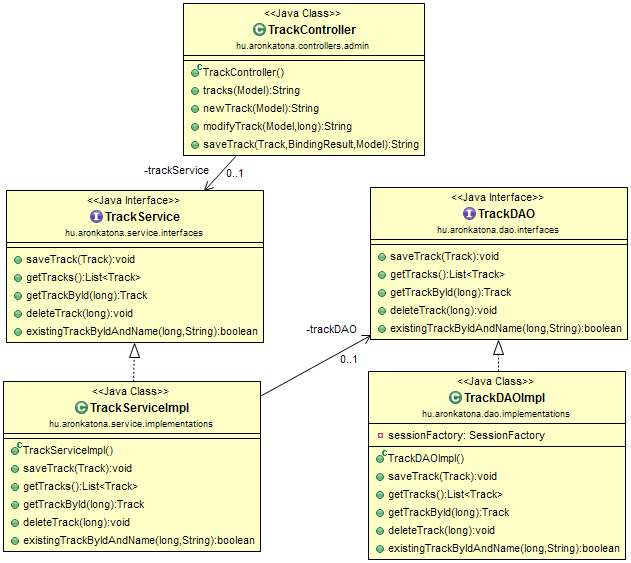 <<Java Class>>
TrackController
hu.aronkatona.controllers.admin
TrackController()
tracks(Model):String
newTrack(Model):String
modifyTrack(Model,long):String
saveTrack(Track,BindingResult,Model):String
-trackService
0..1
<<Java Interface>>
TrackService
hu.aronkatona.service.interfaces
saveTrack(Track):void
getTracks():List<Track>
getTrackById(long):Track
deleteTrack(long):void
existingTrackByIdAndName(long,String):boolean
<<Java Interface>>
TrackDAO
hu.aronkatona.dao.interfaces
saveTrack(Track):void
getTracks():List<Track>
getTrackById(long):Track
deleteTrack(long):void
existingTrackByIdAndName(long,String):boolean
-trackDAO
0..1
<<Java Class>>
TrackServiceImpl
hu.aronkatona.service.implementations
TrackServiceImpl()
saveTrack(Track):void
getTracks():List<Track>
getTrackById(long):Track
deleteTrack(long):void
existingTrackByIdAndName(long,String):boolean
<<Java Class>>
TrackDAOImpl
hu.aronkatona.dao.implementations
sessionFactory: SessionFactory
TrackDAOImpl()
saveTrack(Track):void
getTracks():List<Track>
getTrackById(long):Track
deleteTrack(long):void
existingTrackByIdAndName(long,String):boolean